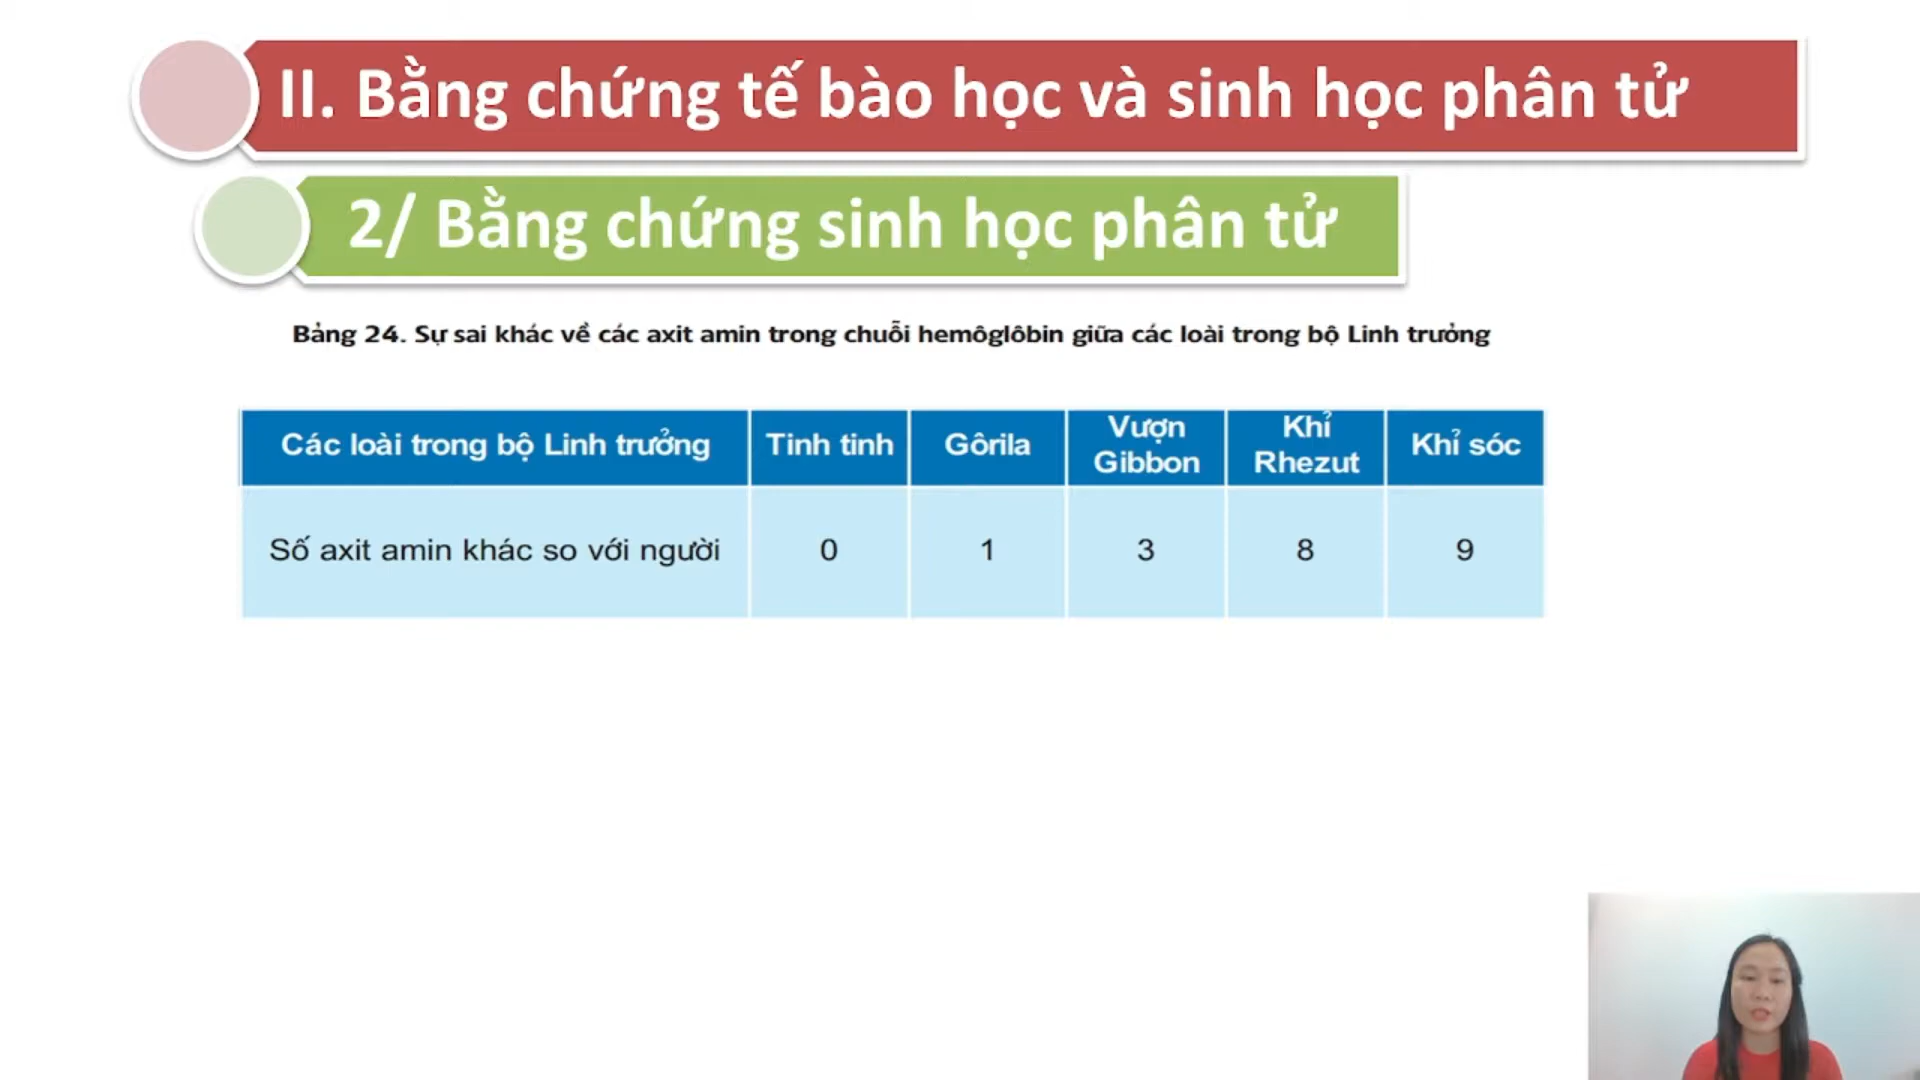 II. Bằng chứng tế bào học và sinh học phân tử
2/ Bằng chứng sinh học phân tử
Bảng 24. Sự sai khác về các axit amin trong chuỗi hemôglôbin giữa các loài trong bộ Linh trưởng
Các loài trong bộ Linh trưởng Tinh tinh Gôrila Vượn Gibbon Khỉ Rhezut Khỉ sóc
Số axit amin khác so với người 0 1 3 8 9